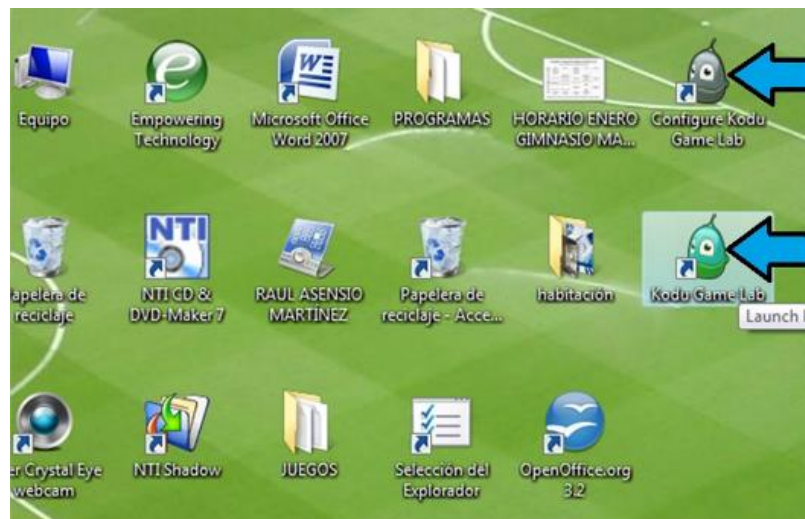 Equipo
Empowering
Technology
W
Microsoft Office
Word 2007
PROGRAMAS
HORARIO ENERO
GIMNASIO MA...
Configure Kodu
Game Lab
apelera de
reciclaje
NTI
NTI CD &
DVD-Maker 7
RAUL ASENSIO
MARTÍNEZ
Papelera de
reciclaje - Acce...
habitación
Kodu Game Lab
Launch
er Crystal Eye
webcam
NTI Shadow
JUEGOS
Selección del
Explorador
OpenOffice.org
3.2